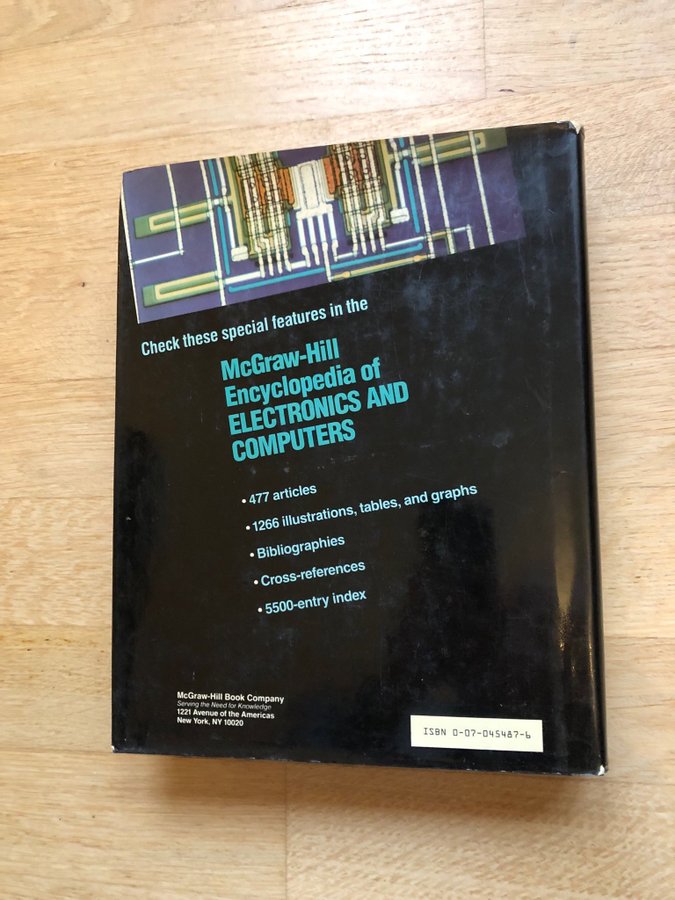 Check these special features in the
McGraw-Hill
Encyclopedia of
ELECTRONICS AND
COMPUTERS
• 477 articles
• 1266 illustrations, tables, and graphs
• Bibliographies
• Cross-references
• 5500-entry index
McGraw-Hill Book Company
Serving the Need for Knowledge
1221 Avenue of the Americas
New York, NY 10020
ISBN 0-07-045487-6